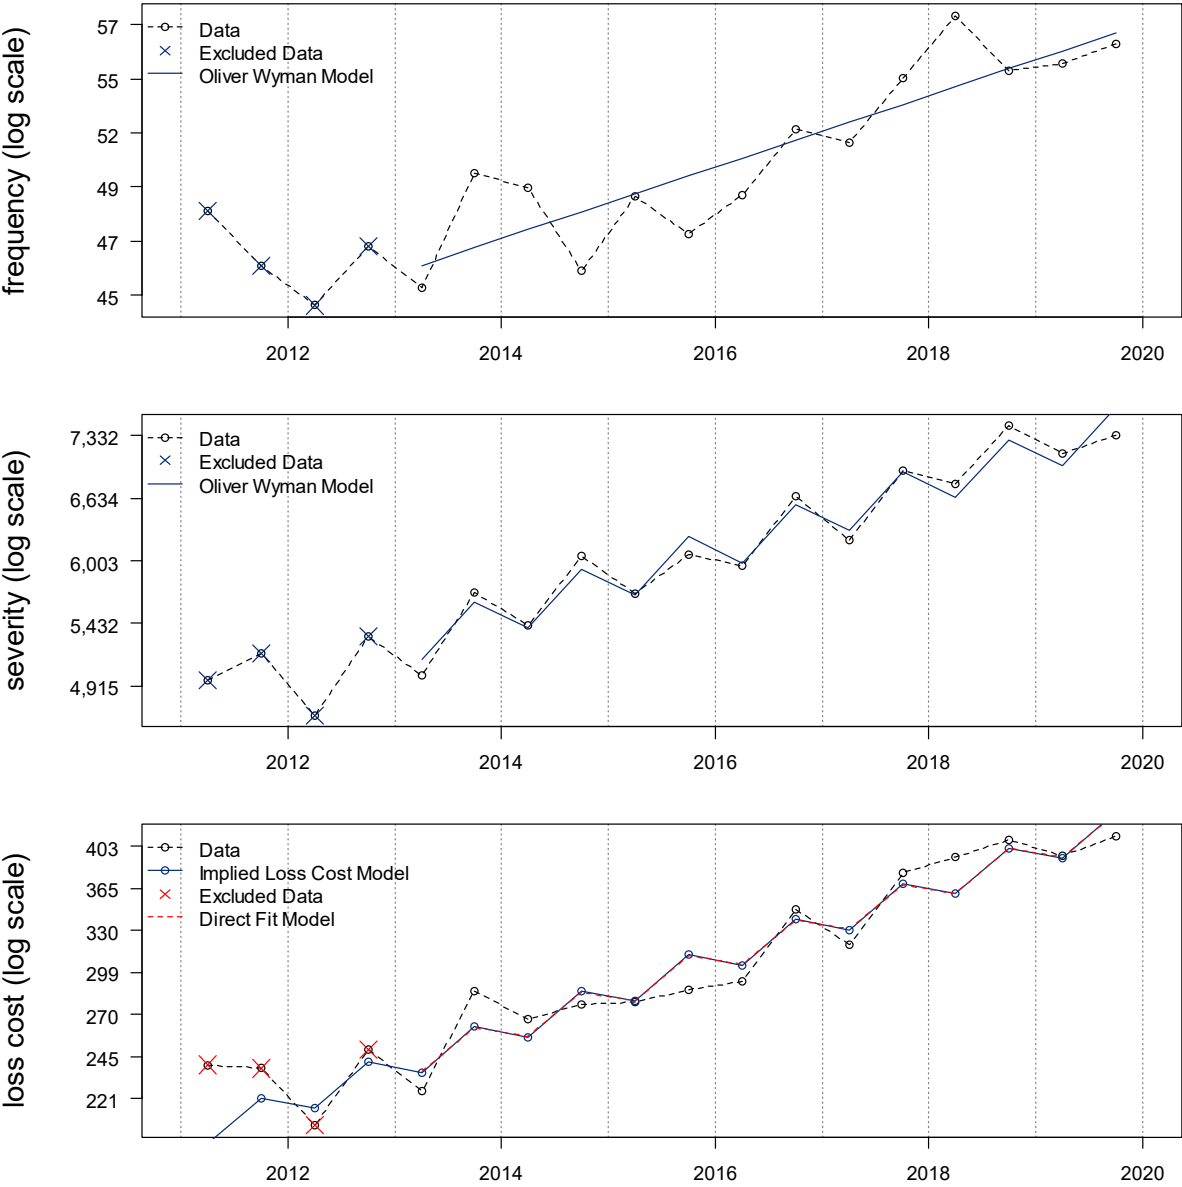 frequency (log scale)
57
55
52
49
47
45
Data
Excluded Data
Oliver Wyman Model
2012
2014
2016
2018
2020
severity (log scale)
7,332
6,634
6,003
5,432
4,915
Data
Excluded Data
Oliver Wyman Model
2012
2014
2016
2018
2020
loss cost (log scale)
403
365
330
299
270
245
221
Data
Implied Loss Cost Model
Excluded Data
Direct Fit Model
2012
2014
2016
2018
2020